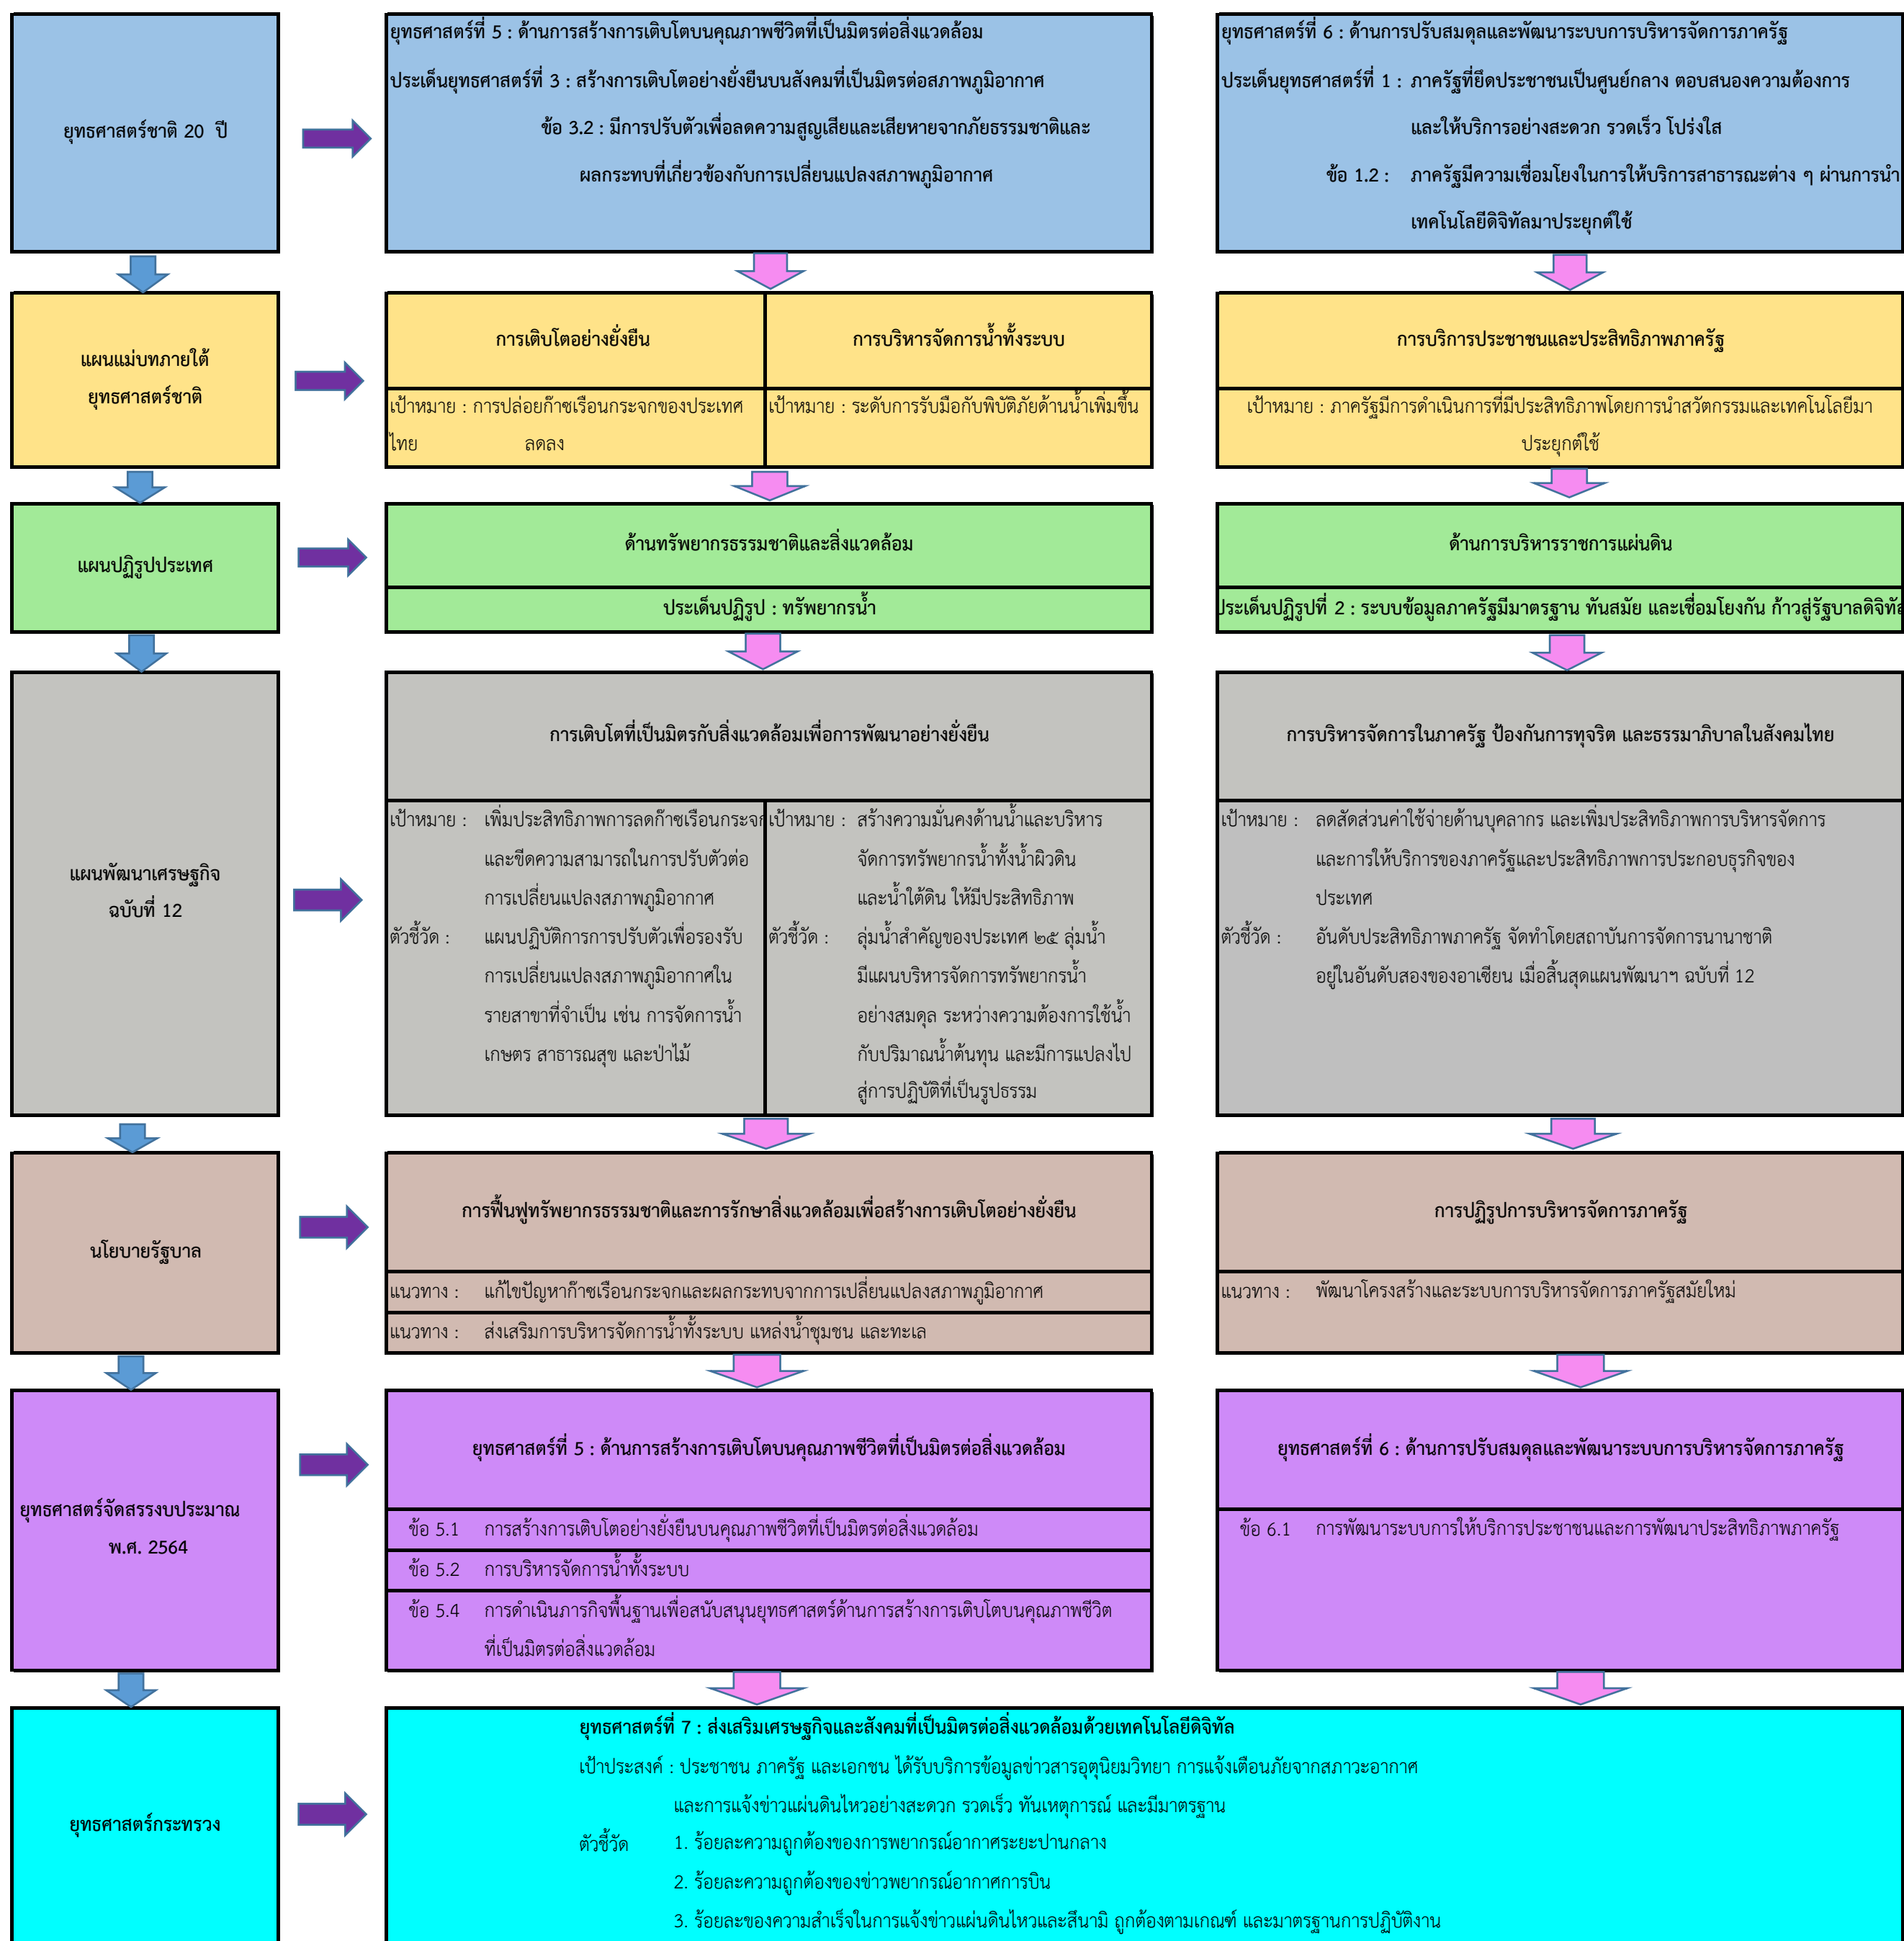 ยุทธศาสตร์ชาติ 20 ปี
ยุทธศาสตร์ที่ 5 : ด้านการสร้างการเติบโตบนคุณภาพชีวิตที่เป็นมิตรต่อสิ่งแวดล้อม
ประเด็นยุทธศาสตร์ที่ 3 : สร้างการเติบโตอย่างยั่งยืนบนสังคมที่เป็นมิตรต่อสภาพภูมิอากาศ
ข้อ 3.2 : มีการปรับตัวเพื่อลดความสูญเสียและเสียหายจากภัยธรรมชาติและ
ผลกระทบที่เกี่ยวข้องกับการเปลี่ยนแปลงสภาพภูมิอากาศ
ยุทธศาสตร์ที่ 6 : ด้านการปรับสมดุลและพัฒนาระบบการบริหารจัดการภาครัฐ
ประเด็นยุทธศาสตร์ที่ 1 : ภาครัฐที่ยึดประชาชนเป็นศูนย์กลาง ตอบสนองความต้องการ
และให้บริการอย่างสะดวก รวดเร็ว โปร่งใส
ข้อ 1.2 : ภาครัฐมีความเชื่อมโยงในการให้บริการสาธารณะต่าง ๆ ผ่านการนำ
เทคโนโลยีดิจิทัลมาประยุกต์ใช้
แผนแม่บทภายใต้
ยุทธศาสตร์ชาติ
การเติบโตอย่างยั่งยืน
เป้าหมาย : การปล่อยก๊าซเรือนกระจกของประเทศ
ไทย ลดลง
การบริหารจัดการน้ำทั้งระบบ
เป้าหมาย : ระดับการรับมือกับพิบัติภัยด้านน้ำเพิ่มขึ้น
การบริการประชาชนและประสิทธิภาพภาครัฐ
เป้าหมาย : ภาครัฐมีการดำเนินการที่มีประสิทธิภาพโดยการนำสวัตกรรมและเทคโนโลยีมา
ประยุกต์ใช้
แผนปฏิรูปประเทศ
ด้านทรัพยากรธรรมชาติและสิ่งแวดล้อม
ประเด็นปฏิรูป : ทรัพยากรน้ำ
ด้านการบริหารราชการแผ่นดิน
ประเด็นปฏิรูปที่ 2 : ระบบข้อมูลภาครัฐมีมาตรฐาน ทันสมัย และเชื่อมโยงกัน ก้าวสู่รัฐบาลดิจิทัล
แผนพัฒนาเศรษฐกิจ
ฉบับที่ 12
การเติบโตที่เป็นมิตรกับสิ่งแวดล้อมเพื่อการพัฒนาอย่างยั่งยืน
เป้าหมาย : เพิ่มประสิทธิภาพการลดก๊าซเรือนกระจก
และขีดความสามารถในการปรับตัวต่อ
การเปลี่ยนแปลงสภาพภูมิอากาศ
ตัวชี้วัด : แผนปฏิบัติการการปรับตัวเพื่อรองรับ
การเปลี่ยนแปลงสภาพภูมิอากาศใน
รายสาขาที่จำเป็น เช่น การจัดการน้ำ
เกษตร สาธารณสุข และป่าไม้
เป้าหมาย : สร้างความมั่นคงด้านน้ำและบริหาร
จัดการทรัพยากรน้ำทั้งน้ำผิวดิน
และน้ำใต้ดิน ให้มีประสิทธิภาพ
ตัวชี้วัด : ลุ่มน้ำสำคัญของประเทศ ๒๕ ลุ่มน้ำ
มีแผนบริหารจัดการทรัพยากรน้ำ
อย่างสมดุล ระหว่างความต้องการใช้น้ำ
กับปริมาณน้ำต้นทุน และมีการแปลงไป
สู่การปฏิบัติที่เป็นรูปธรรม
การบริหารจัดการในภาครัฐ ป้องกันการทุจริต และธรรมาภิบาลในสังคมไทย
เป้าหมาย : ลดสัดส่วนค่าใช้จ่ายด้านบุคลากร และเพิ่มประสิทธิภาพการบริหารจัดการ
และการให้บริการของภาครัฐและประสิทธิภาพการประกอบธุรกิจของ
ประเทศ
ตัวชี้วัด : อันดับประสิทธิภาพภาครัฐ จัดทำโดยสถาบันการจัดการนานาชาติ
อยู่ในอันดับสองของอาเซียน เมื่อสิ้นสุดแผนพัฒนาฯ ฉบับที่ 12
นโยบายรัฐบาล
การฟื้นฟูทรัพยากรธรรมชาติและการรักษาสิ่งแวดล้อมเพื่อสร้างการเติบโตอย่างยั่งยืน
แนวทาง : แก้ไขปัญหาก๊าซเรือนกระจกและผลกระทบจากการเปลี่ยนแปลงสภาพภูมิอากาศ
แนวทาง : ส่งเสริมการบริหารจัดการน้ำทั้งระบบ แหล่งน้ำชุมชน และทะเล
การปฏิรูปการบริหารจัดการภาครัฐ
แนวทาง : พัฒนาโครงสร้างและระบบการบริหารจัดการภาครัฐสมัยใหม่
ยุทธศาสตร์จัดสรรงบประมาณ
พ.ศ. 2564
ยุทธศาสตร์ที่ 5 : ด้านการสร้างการเติบโตบนคุณภาพชีวิตที่เป็นมิตรต่อสิ่งแวดล้อม
ข้อ 5.1 การสร้างการเติบโตอย่างยั่งยืนบนคุณภาพชีวิตที่เป็นมิตรต่อสิ่งแวดล้อม
ข้อ 5.2 การบริหารจัดการน้ำทั้งระบบ
ข้อ 5.4 การดำเนินภารกิจพื้นฐานเพื่อสนับสนุนยุทธศาสตร์ด้านการสร้างการเติบโตบนคุณภาพชีวิต
ที่เป็นมิตรต่อสิ่งแวดล้อม
ยุทธศาสตร์ที่ 6 : ด้านการปรับสมดุลและพัฒนาระบบการบริหารจัดการภาครัฐ
ข้อ 6.1 การพัฒนาระบบการให้บริการประชาชนและการพัฒนาประสิทธิภาพภาครัฐ
ยุทธศาสตร์กระทรวง
ยุทธศาสตร์ที่ 7 : ส่งเสริมเศรษฐกิจและสังคมที่เป็นมิตรต่อสิ่งแวดล้อมด้วยเทคโนโลยีดิจิทัล
เป้าประสงค์ : ประชาชน ภาครัฐ และเอกชน ได้รับบริการข้อมูลข่าวสารอุตุนิยมวิทยา การแจ้งเตือนภัยจากสภาวะอากาศ
และการแจ้งข่าวแผ่นดินไหวอย่างสะดวก รวดเร็ว ทันเหตุการณ์ และมีมาตรฐาน
ตัวชี้วัด 1. ร้อยละความถูกต้องของการพยากรณ์อากาศระยะปานกลาง
2. ร้อยละความถูกต้องของข่าวพยากรณ์อากาศการบิน
3. ร้อยละของความสำเร็จในการแจ้งข่าวแผ่นดินไหวและสึนามิ ถูกต้องตามเกณฑ์ และมาตรฐานการปฏิบัติงาน